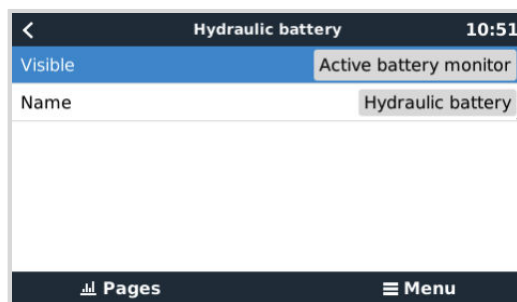 Hydraulic battery 10:51
Visible Active battery monitor
Name Hydraulic battery
Pages Menu